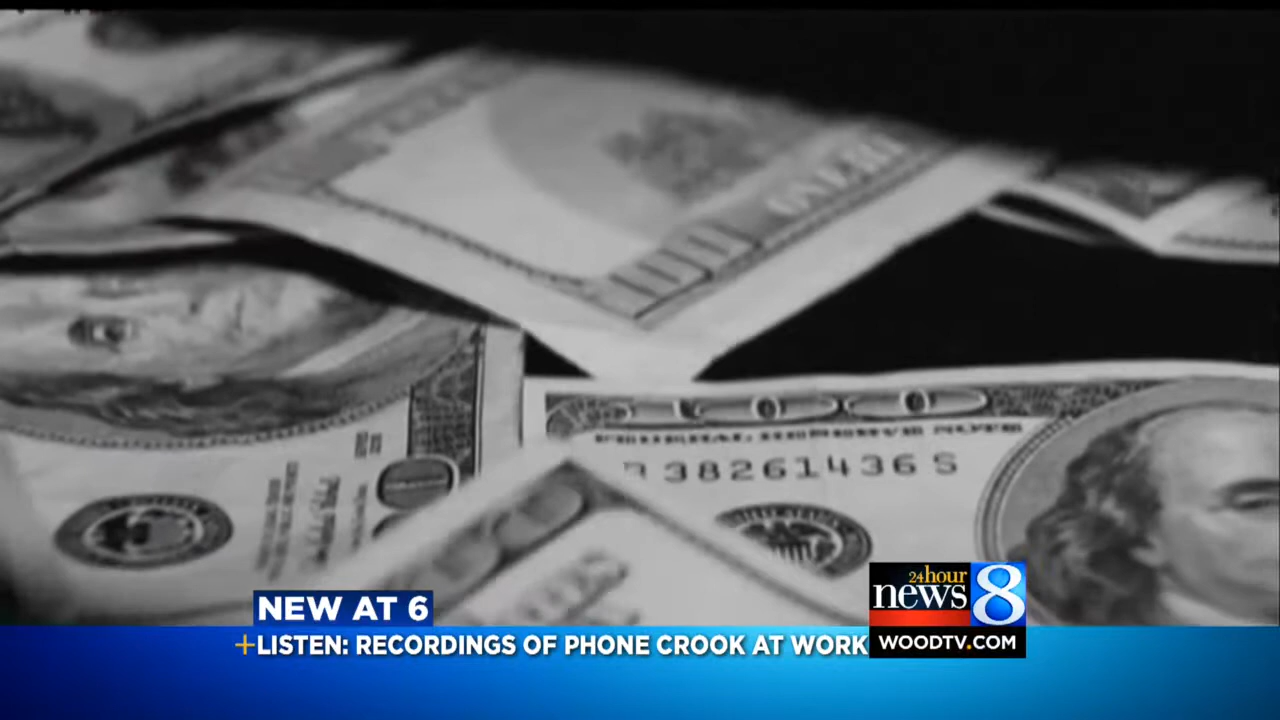 100
FEDERAL RESERVE NOTE
38261436 S
NEW AT 6
+LISTEN: RECORDINGS OF PHONE CROOK AT WORK
24hour
news 8
WOODTV.COM